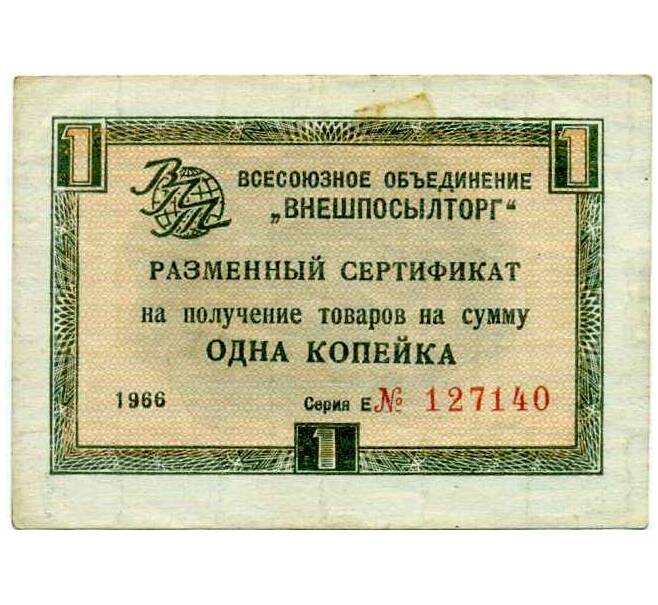 1 1
ВПТ
ВСЕСОЮЗНОЕ ОБЪЕДИНЕНИЕ
„ВНЕШПОСЫЛТОРГ“
РАЗМЕННЫЙ СЕРТИФИКАТ
на получение товаров на сумму
ОДНА КОПЕЙКА
1966 Серия Е № 127140
1